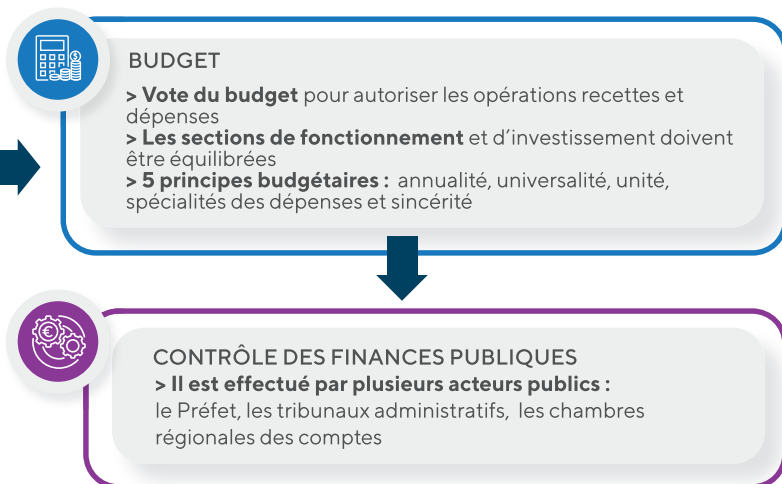 BUDGET
> Vote du budget pour autoriser les opérations recettes et
dépenses
> Les sections de fonctionnement et d'investissement doivent
être équilibrées
> 5 principes budgétaires : annualité, universalité, unité,
spécialités des dépenses et sincérité
CONTRÔLE DES FINANCES PUBLIQUES
> Il est effectué par plusieurs acteurs publics :
le Préfet, les tribunaux administratifs, les chambres
régionales des comptes